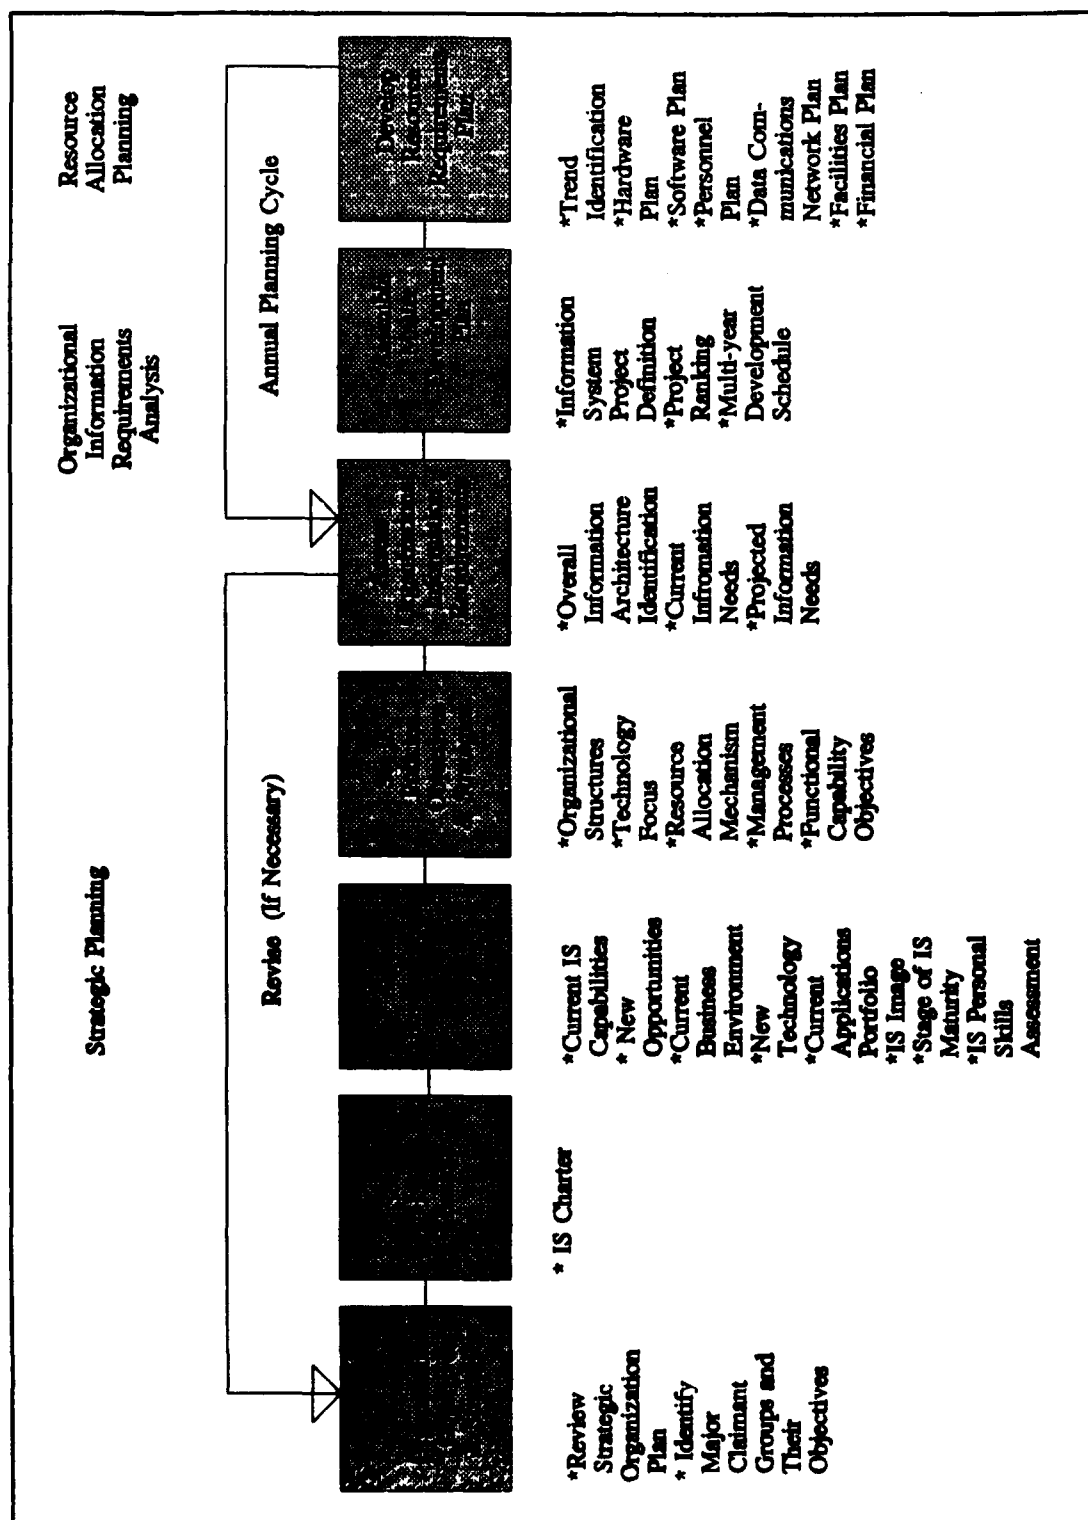 Strategic Planning
Organizational
Information
Requirements
Analysis
Resource
Allocation
Planning
Revise (If Necessary)
Annual Planning Cycle
Develop
Resource
Requirements
Plan
*Review
Strategic
Organization
Plan
* Identify
Major
Claimant
Groups and
Their
Objectives
* IS Charter
*Current IS
Capabilities
* New
Opportunities
*Current
Business
Environment
*New
Technology
*Current
Applications
Portfolio
*IS Image
*Stage of IS
Maturity
*IS Personal
Skills
Assessment
*Organizational
Structures
*Technology
Focus
*Resource
Allocation
Mechanism
*Management
Processes
*Functional
Capability
Objectives
*Overall
Information
Architecture
Identification
*Current
Infromation
Needs
*Projected
Information
Needs
*Information
System
Project
Definition
*Project
Ranking
*Multi-year
Development
Schedule
*Trend
Identification
*Hardware
Plan
*Software Plan
*Personnel
Plan
*Data Com-
munications
Network Plan
*Facilities Plan
*Financial Plan